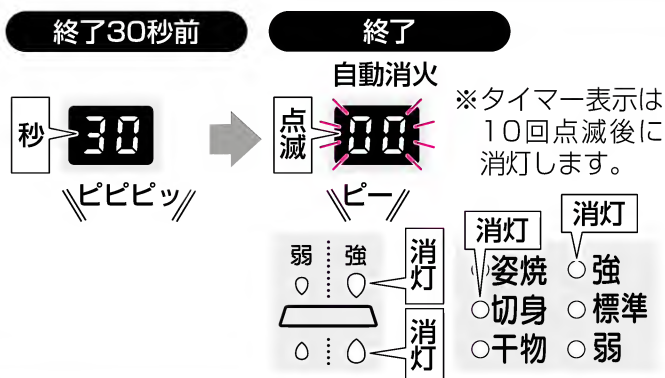 終了30秒前
終了
自動消火
秒
30
点滅
00
※タイマー表示は
10回点滅後に
消灯します。
ピピピッ
ピー
弱 強
消灯
消灯
消灯
消灯
姿焼 強
切身 標準
干物 弱